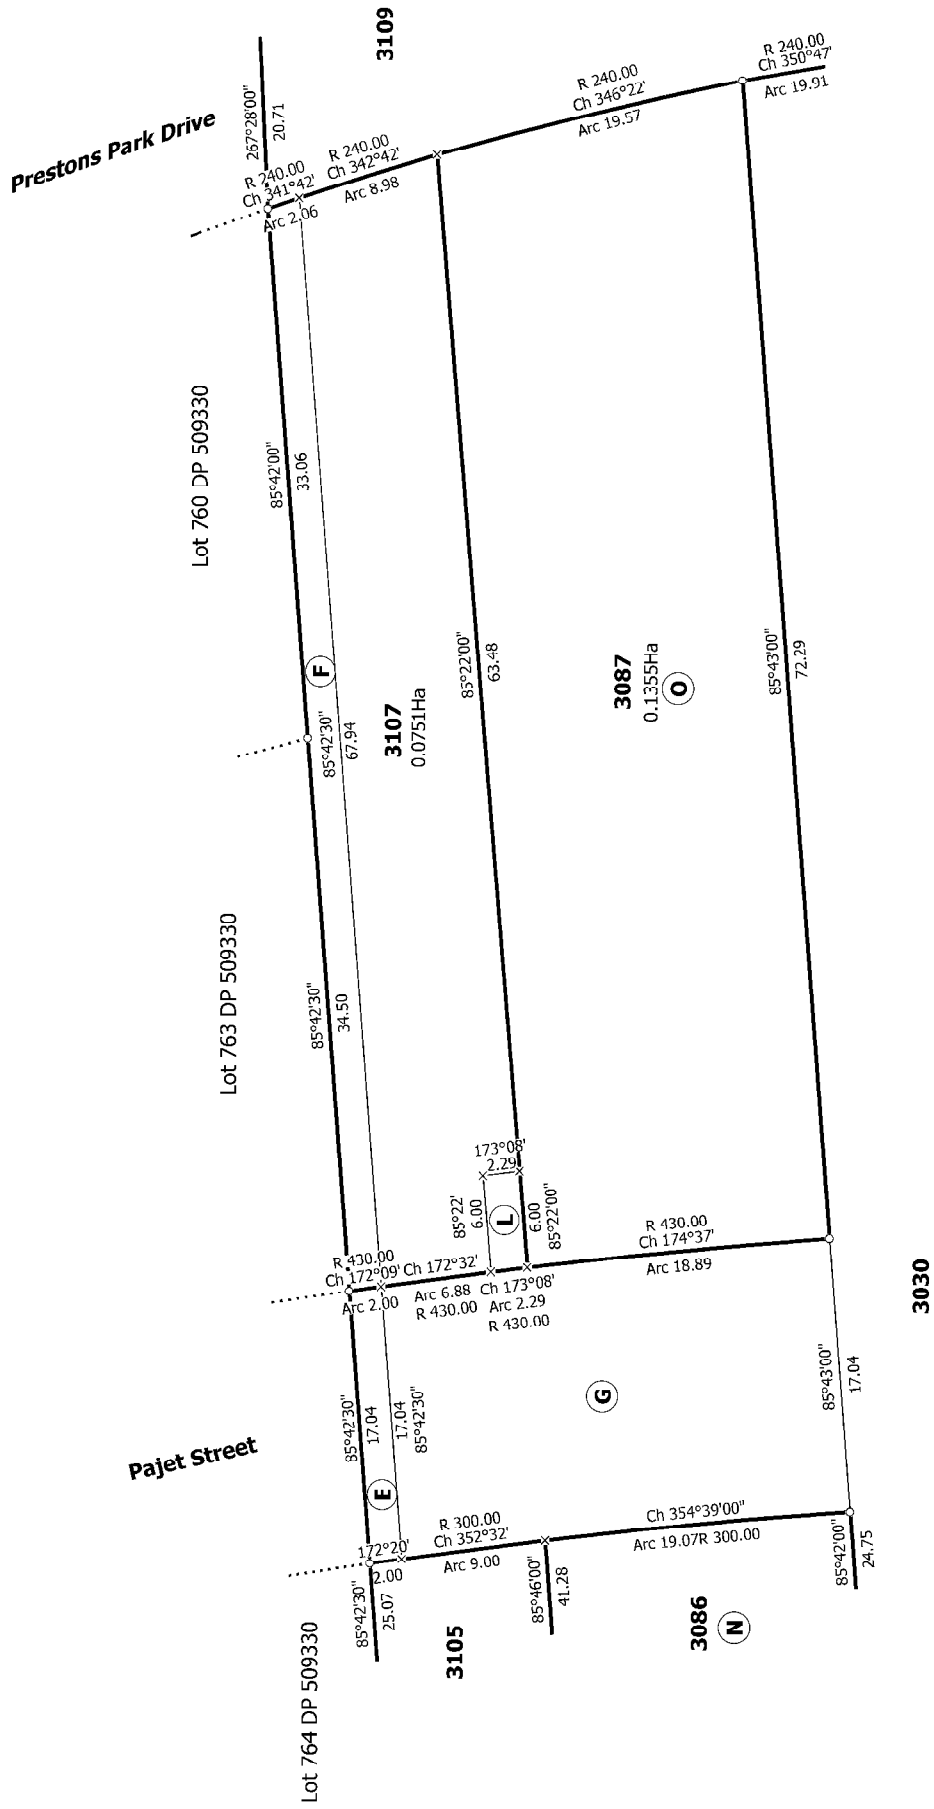 3109
Prestons Park Drive
267°28'00"
20.71
R 240.00
Ch 341°42'
Arc 2.06
R 240.00
Ch 342°42'
Arc 8.98
R 240.00
Ch 346°22'
Arc 19.57
R 240.00
Ch 350°47'
Arc 19.91
Lot 760 DP 509330
85°42'00"
33.06
F
85°42'30"
67.94
3107
0.0751Ha
85°22'00"
63.48
3087
0.1355Ha
O
85°43'00"
72.29
Lot 763 DP 509330
85°42'30"
34.50
173°08'
2.29
85°22'
6.00
L
6.00
85°22'00"
R 430.00
Ch 172°09'
Arc 2.00
Ch 172°32'
Arc 6.88
R 430.00
Ch 173°08'
Arc 2.29
R 430.00
R 430.00
Ch 174°37'
Arc 18.89
3030
Pajet Street
85°42'30"
17.04
17.04
85°42'30"
E
G
85°43'00"
17.04
172°20'
2.00
R 300.00
Ch 352°32'
Arc 9.00
Ch 354°39'00"
Arc 19.07R 300.00
85°42'30"
25.07
85°46'00"
41.28
85°42'00"
24.75
Lot 764 DP 509330
3105
3086
N